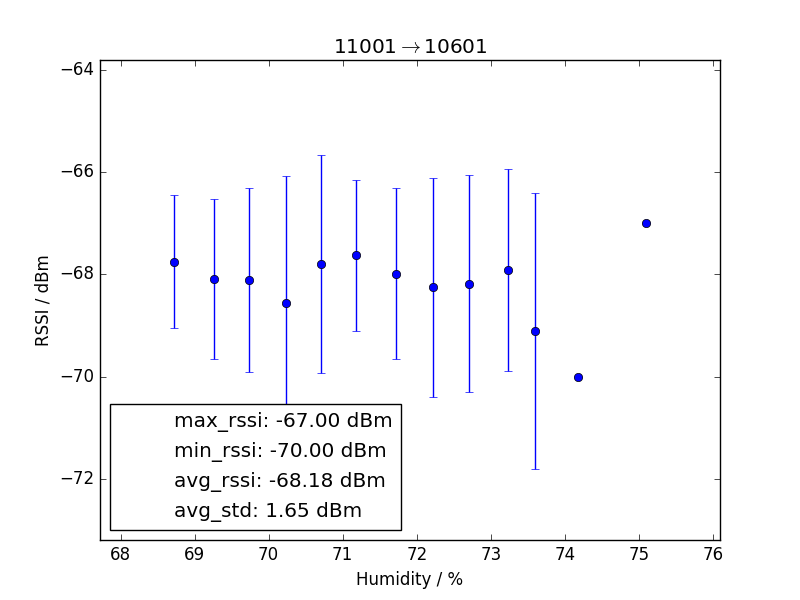 11001→10601
−64
−66
−68
−70
−72
RSSI / dBm
max_rssi: -67.00 dBm
min_rssi: -70.00 dBm
avg_rssi: -68.18 dBm
avg_std: 1.65 dBm
68 69 70 71 72 73 74 75 76
Humidity / %